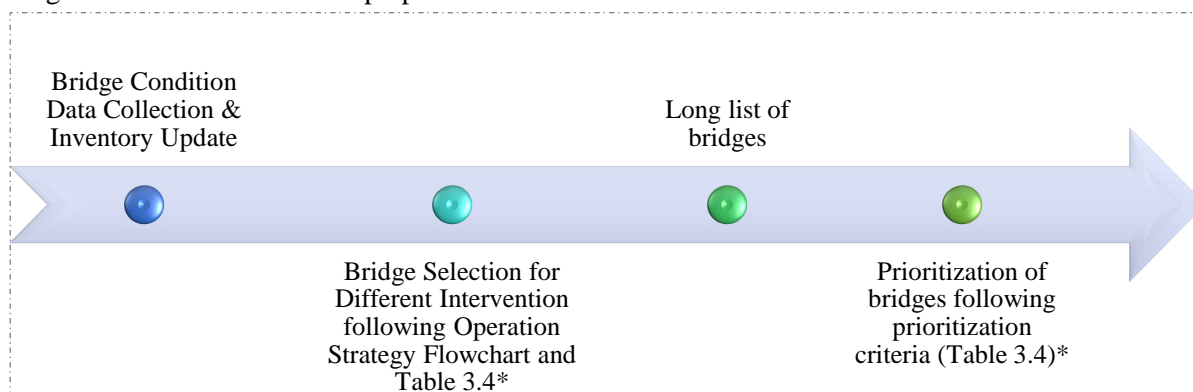 Bridge Condition
Data Collection &
Inventory Update
Bridge Selection for
Different Intervention
following Operation
Strategy Flowchart and
Table 3.4*
Long list of
bridges
Prioritization of
bridges following
prioritization
criteria (Table 3.4)*